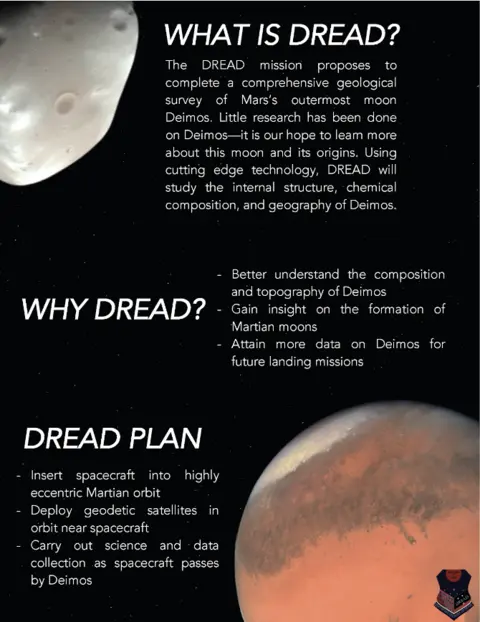 WHAT IS DREAD?
The DREAD mission proposes to
complete a comprehensive geological
survey of Mars's outermost moon
Deimos. Little research has been done
on Deimos—it is our hope to learn more
about this moon and its origins. Using
cutting edge technology, DREAD will
study the internal structure, chemical
composition, and geography of Deimos.
WHY DREAD?
- Better understand the composition
and topography of Deimos
- Gain insight on the formation of
Martian moons
- Attain more data on Deimos for
future landing missions
DREAD PLAN
- Insert spacecraft into highly
eccentric Martian orbit
- Deploy geodetic satellites in
orbit near spacecraft
- Carry out science and data
collection as spacecraft passes
by Deimos